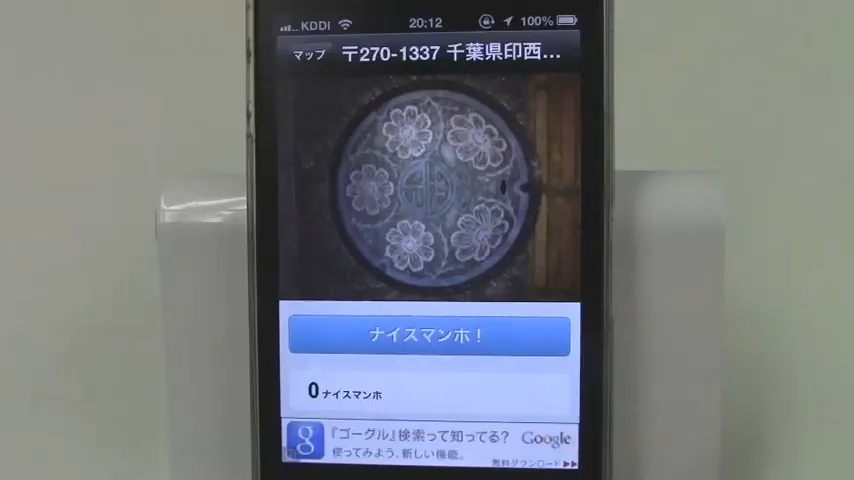 KDDI 20:12 100%
マップ 〒270-1337 千葉県印西...
ナイスマンホ！
0ナイスマンホ
『ゴーグル』検索って知ってる？ Google
使ってみよう、新しい機能。
無料ダウンロード▶▶